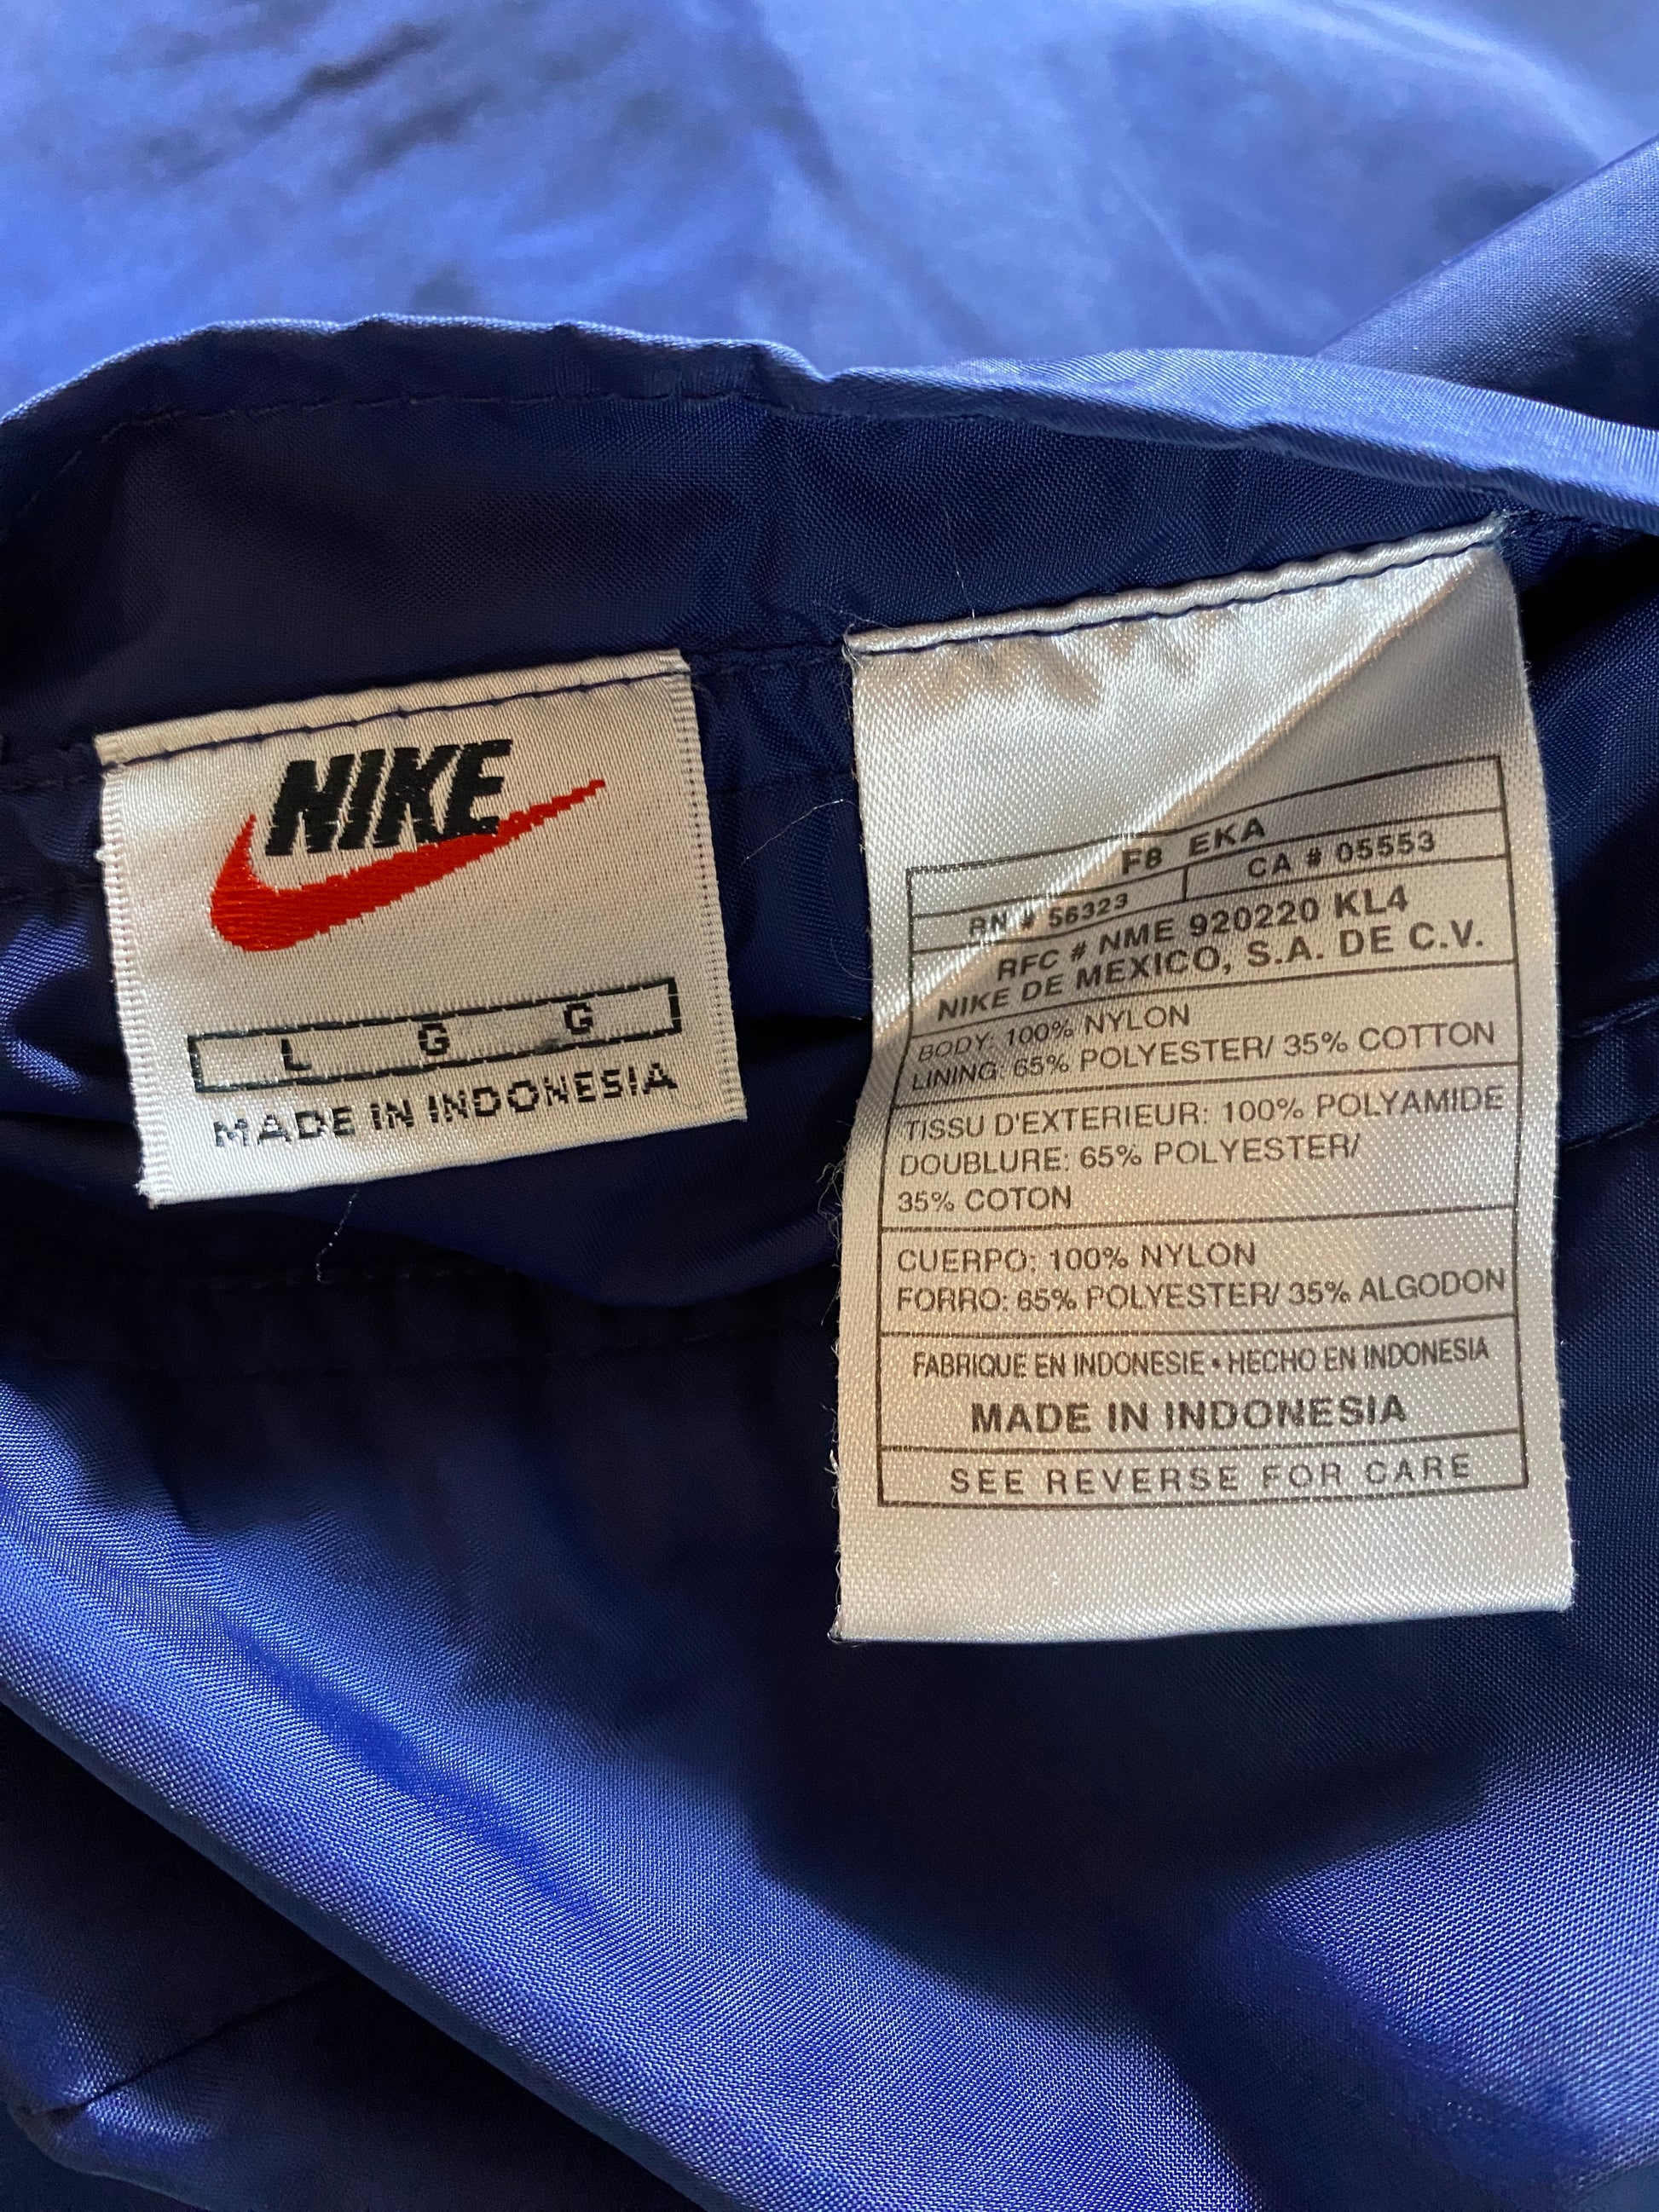 NIKE
L G G
MADE IN INDONESIA
F8 EKA
RN # 56323 CA # 05553
RFC # NME 920220 KL4
NIKE DE MEXICO, S.A. DE C.V.
BODY: 100% NYLON
LINING: 65% POLYESTER/ 35% COTTON
TISSU D'EXTERIEUR: 100% POLYAMIDE
DOUBLURE: 65% POLYESTER/
35% COTON
CUERPO: 100% NYLON
FORRO: 65% POLYESTER/ 35% ALGODON
FABRIQUE EN INDONESIE • HECHO EN INDONESIA
MADE IN INDONESIA
SEE REVERSE FOR CARE